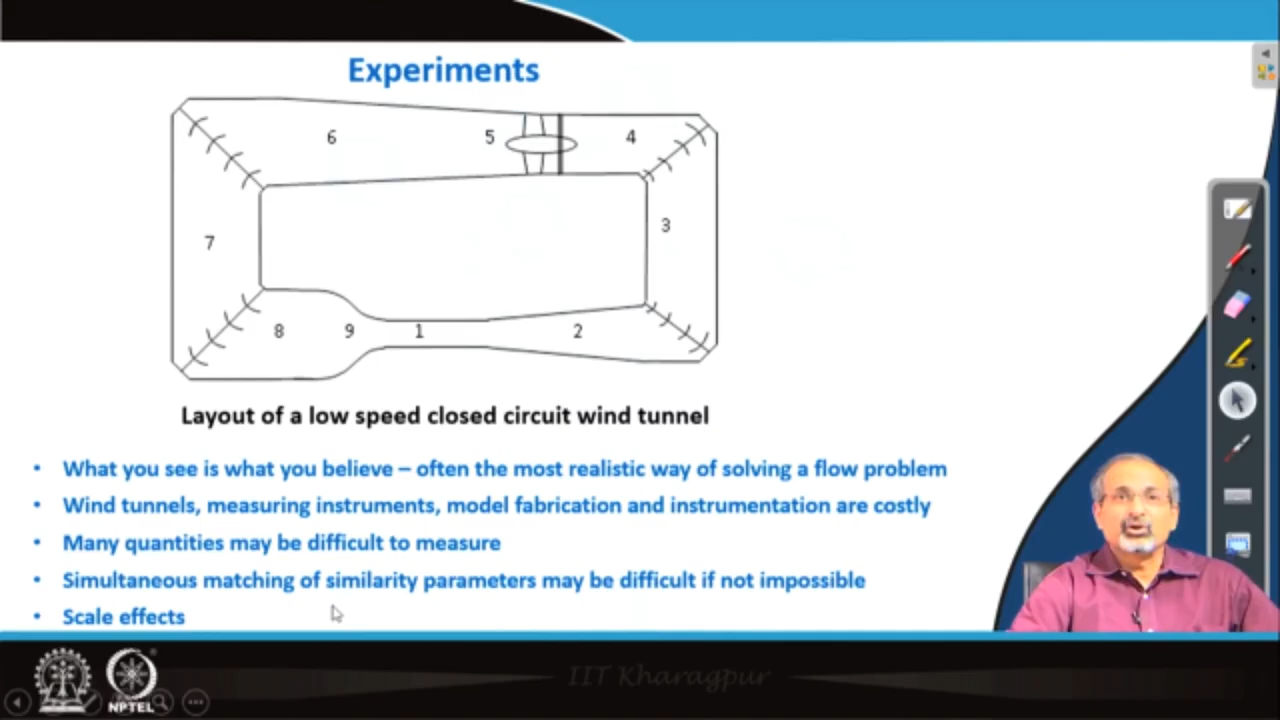 Experiments
6
5
4
7
3
8
9
1
2
Layout of a low speed closed circuit wind tunnel
• What you see is what you believe – often the most realistic way of solving a flow problem
• Wind tunnels, measuring instruments, model fabrication and instrumentation are costly
• Many quantities may be difficult to measure
• Simultaneous matching of similarity parameters may be difficult if not impossible
• Scale effects
IIT Kharagpur
NPTEL